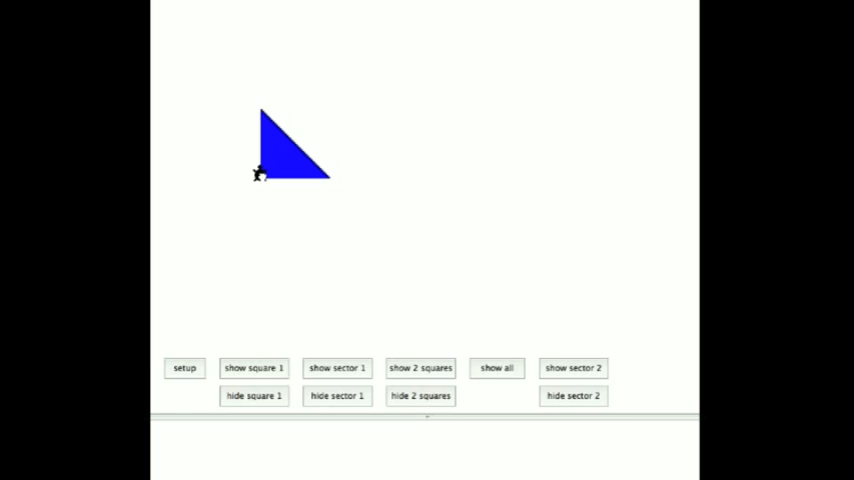 setup show square 1 show sector 1 show 2 squares show all show sector 2
hide square 1 hide sector 1 hide 2 squares hide sector 2